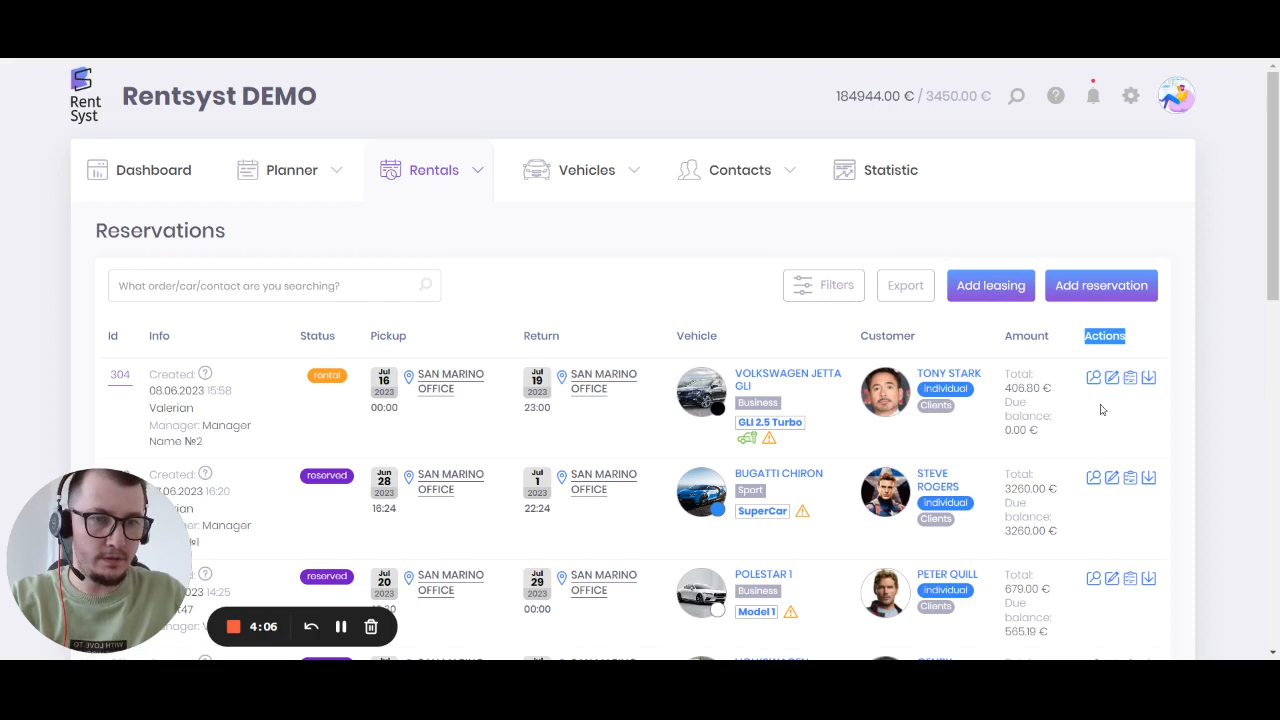 Rent
Syst
Rentsyst DEMO
184944.00 € / 3450.00 €
Dashboard
Planner
Rentals
Vehicles
Contacts
Statistic
Reservations
What order/car/contact are you searching?
Filters
Export
Add leasing
Add reservation
Id
Info
Status
Pickup
Return
Vehicle
Customer
Amount
Actions
304
Created:
08.06.2023 15:58
Valerian
Manager: Manager
Name №2
rental
Jul
16
2023
00:00
SAN MARINO
OFFICE
Jul
19
2023
23:00
SAN MARINO
OFFICE
VOLKSWAGEN JETTA
GLI
Business
GLI 2.5 Turbo
TONY STARK
Individual
Clients
Total:
406.80 €
Due
balance:
0.00 €
Created:
.06.2023 16:20
Manager: Manager
reserved
Jun
28
2023
16:24
SAN MARINO
OFFICE
Jul
1
2023
22:24
SAN MARINO
OFFICE
BUGATTI CHIRON
Sport
SuperCar
STEVE
ROGERS
Individual
Clients
Total:
3260.00 €
Due
balance:
3260.00 €
2023 14:25
reserved
Jul
20
2023
SAN MARINO
OFFICE
Jul
29
2023
00:00
SAN MARINO
OFFICE
POLESTAR 1
Business
Model 1
PETER QUILL
Individual
Clients
Total:
679.00 €
Due
balance:
565.19 €
4:06